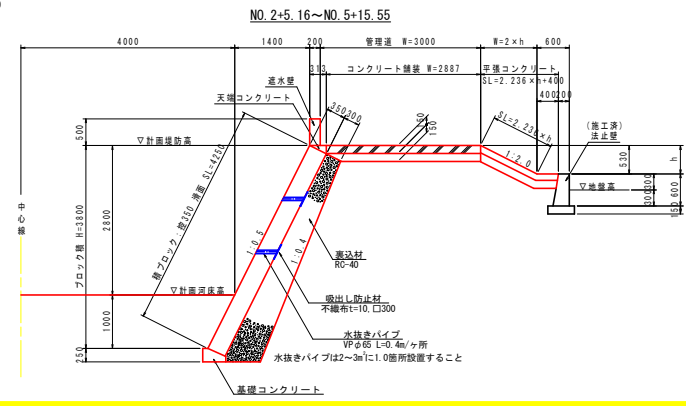 NO.2+5.16～NO.5+15.55
4000
1400
200
管理道 W=3000
W=2×h
600
313
コンクリート舗装 W=2887
平張コンクリート
SL=2.236×h+400
遮水壁
天端コンクリート
350
300
60
150
400
200
SL=2.236×h
(施工済)
法止壁
500
▽計画堤防高
1:2.0
530
h
▽地盤高
300
300
600
150
中心線
ブロック積 H=3800
2800
積ブロック：控350 法面 SL=4250
1:0.5
1:0.4
裏込材
RC-40
▽計画河床高
吸出し防止材
不織布t=10,□300
1000
水抜きパイプ
VPφ65 L=0.4m/ヶ所
水抜きパイプは2～3㎡に1.0箇所設置すること
250
基礎コンクリート